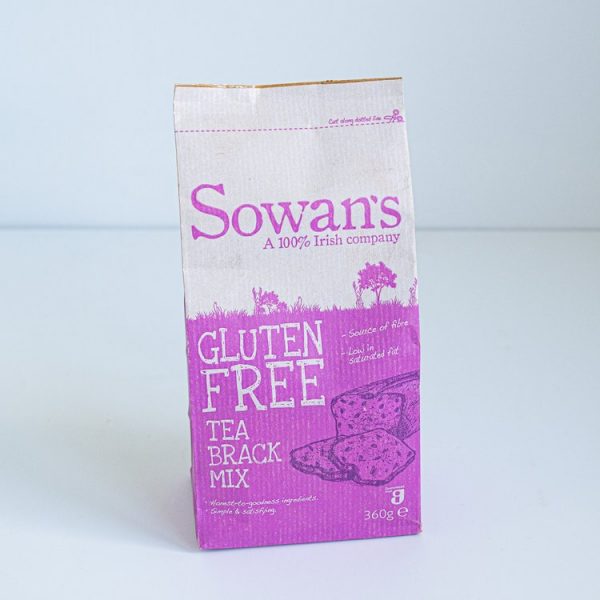 Cut along dotted line
Sowan's
A 100% Irish company
GLUTEN
FREE
- Source of fibre
- Low in
saturated fat
TEA
BRACK
MIX
· Honest-to-goodness ingredients.
· Simple & satisfying.
360g e